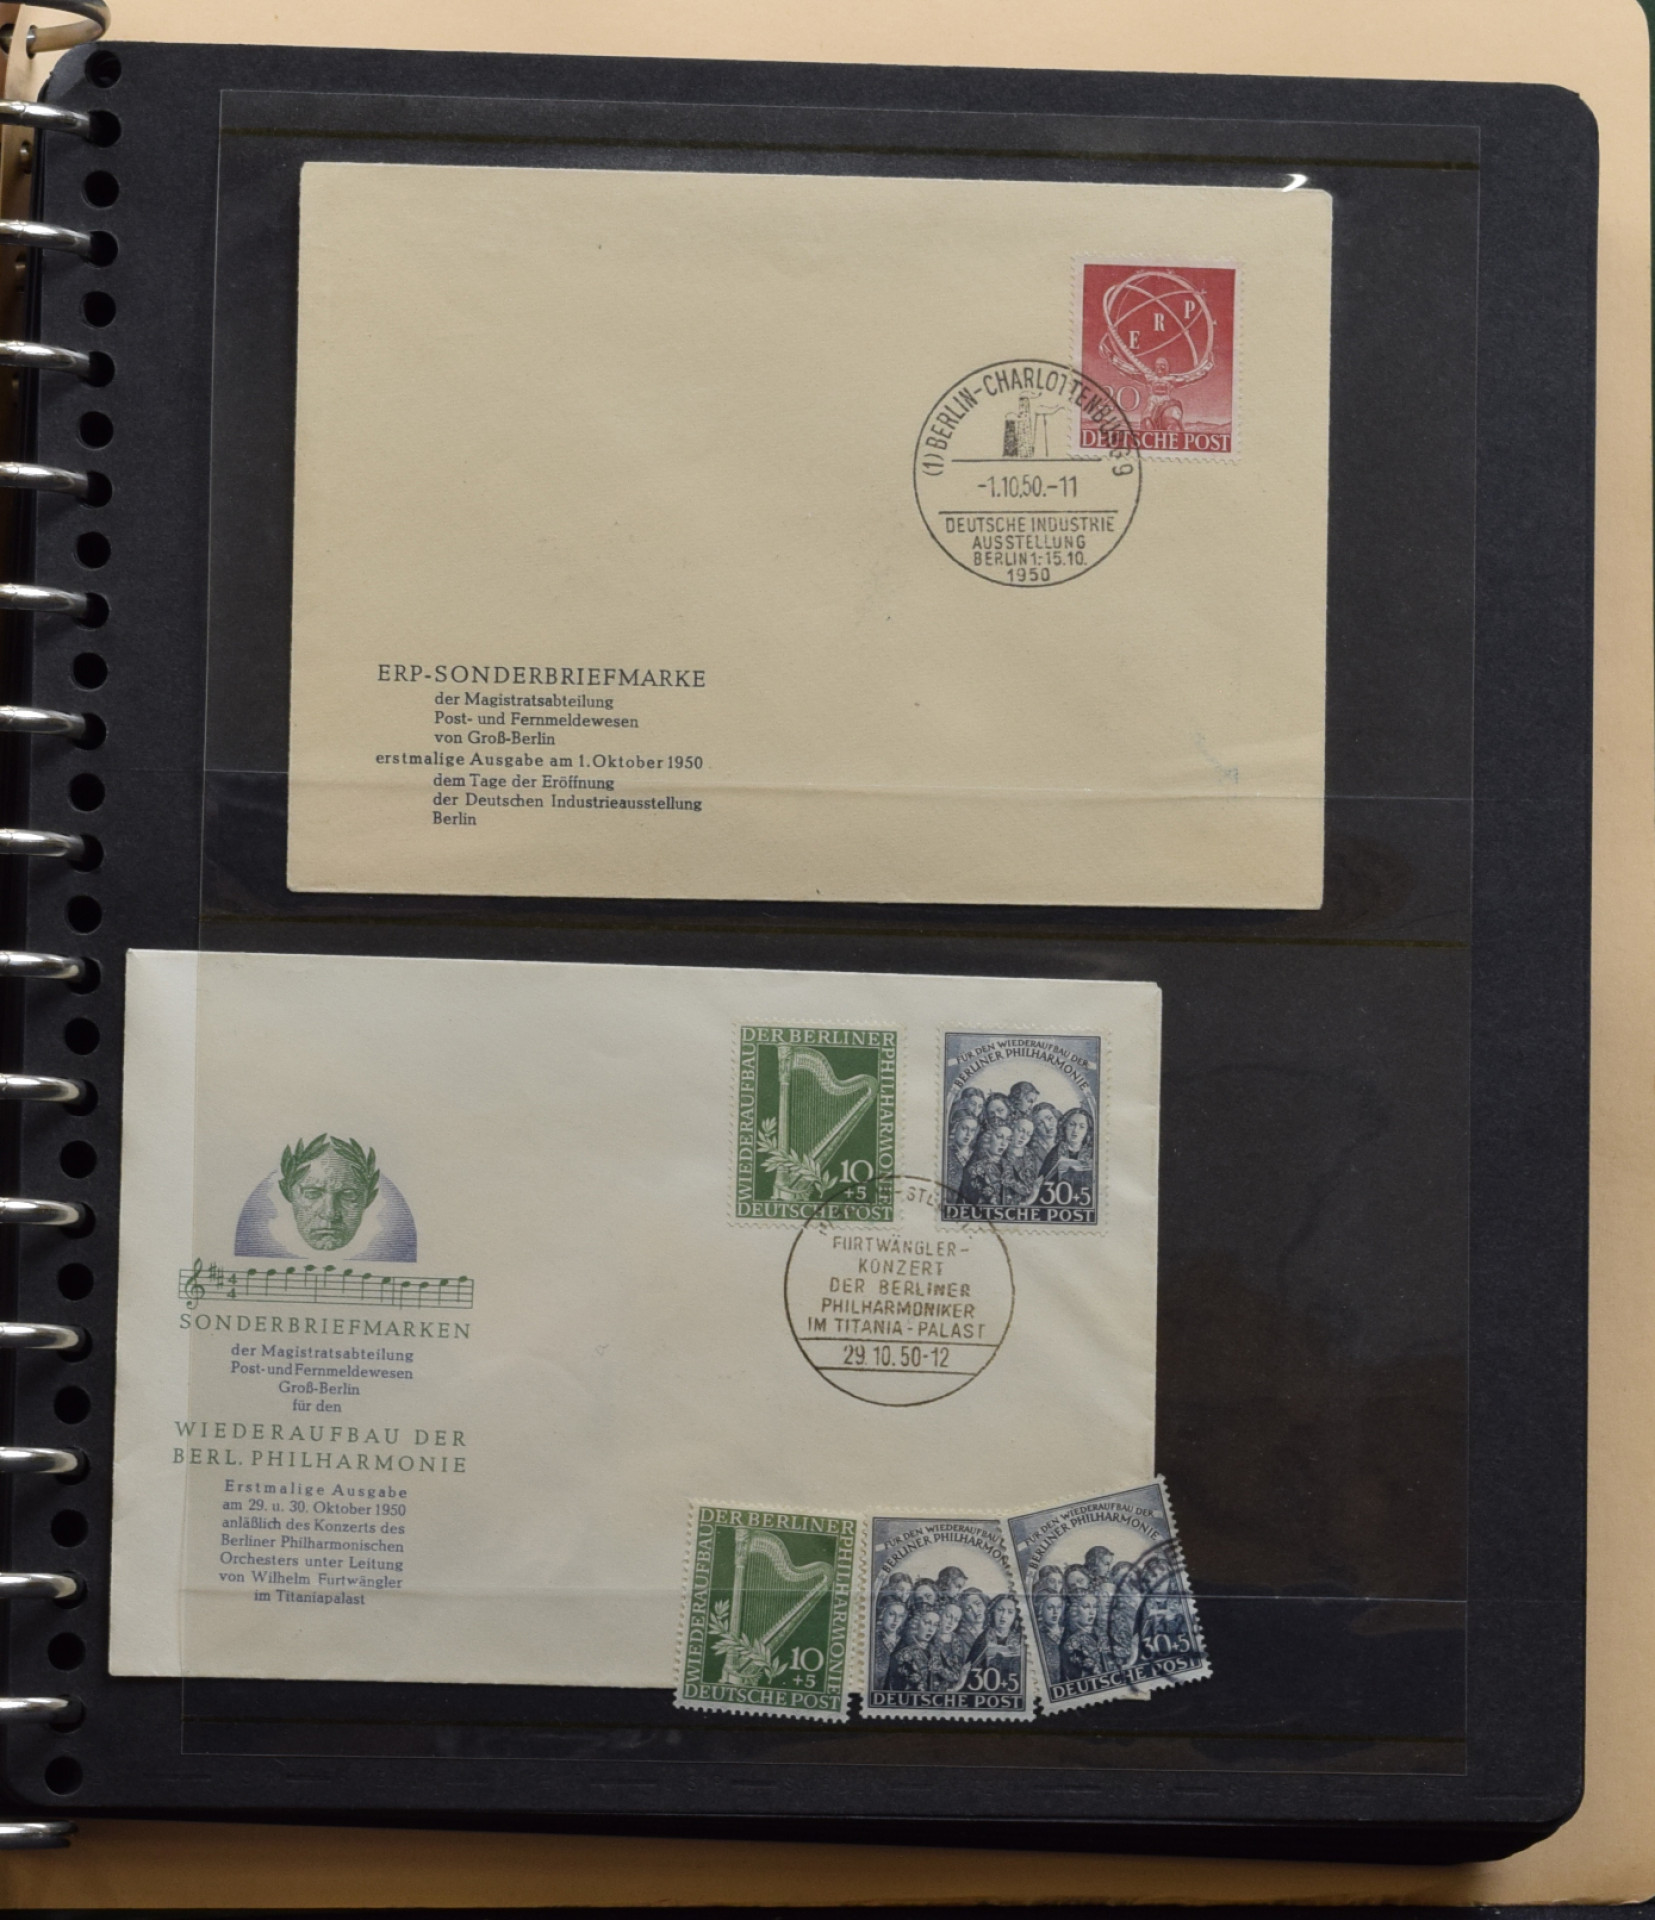 E R P
20
DEUTSCHE POST
(1) BERLIN-CHARLOTTENBURG 9
-1.10.50.-11
DEUTSCHE INDUSTRIE
AUSSTELLUNG
BERLIN 1.-15.10.
1950
ERP-SONDERBRIEFMARKE
der Magistratsabteilung
Post- und Fernmeldewesen
von Groß-Berlin
erstmalige Ausgabe am 1. Oktober 1950
dem Tage der Eröffnung
der Deutschen Industrieausstellung
Berlin
WIEDERAUFBAU
DER BERLINER
PHILHARMONIE
10
+5
DEUTSCHE POST
FÜR DEN WIEDERAUFBAU DER
BERLINER PHILHARMONIE
30+5
DEUTSCHE POST
FURTWÄNGLER-
KONZERT
DER BERLINER
PHILHARMONIKER
IM TITANIA-PALAST
29.10.50-12
4
4
SONDERBRIEFMARKEN
der Magistratsabteilung
Post- und Fernmeldewesen
Groß-Berlin
für den
WIEDERAUFBAU DER
BERL. PHILHARMONIE
Erstmalige Ausgabe
am 29. u. 30. Oktober 1950
anläßlich des Konzerts des
Berliner Philharmonischen
Orchesters unter Leitung
von Wilhelm Furtwängler
im Titaniapalast
WIEDERAUFBAU
DER BERLINER
PHILHARMONIE
10
+5
DEUTSCHE POST
FÜR DEN WIEDERAUFBAU
BERLINER PHILHARMON
30+5
DEUTSCHE POST
FÜR DEN WIEDERAUFBAU DER
BERLINER PHILHARMONIE
30+5
DEUTSCHE POST